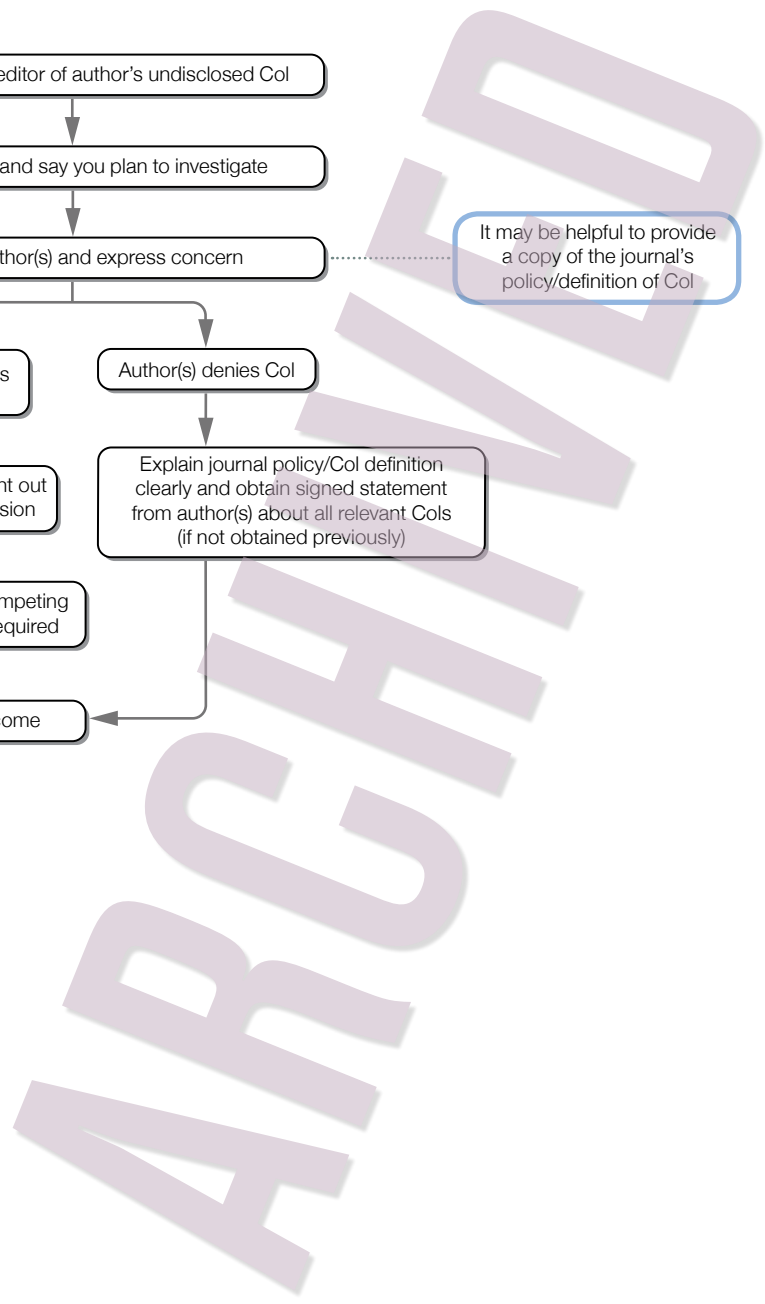 editor of author's undisclosed CoI
and say you plan to investigate
thor(s) and express concern
It may be helpful to provide
a copy of the journal's
policy/definition of CoI
s
Author(s) denies CoI
nt out
sion
Explain journal policy/CoI definition
clearly and obtain signed statement
from author(s) about all relevant CoIs
(if not obtained previously)
mpeting
equired
come
ARCHIVED